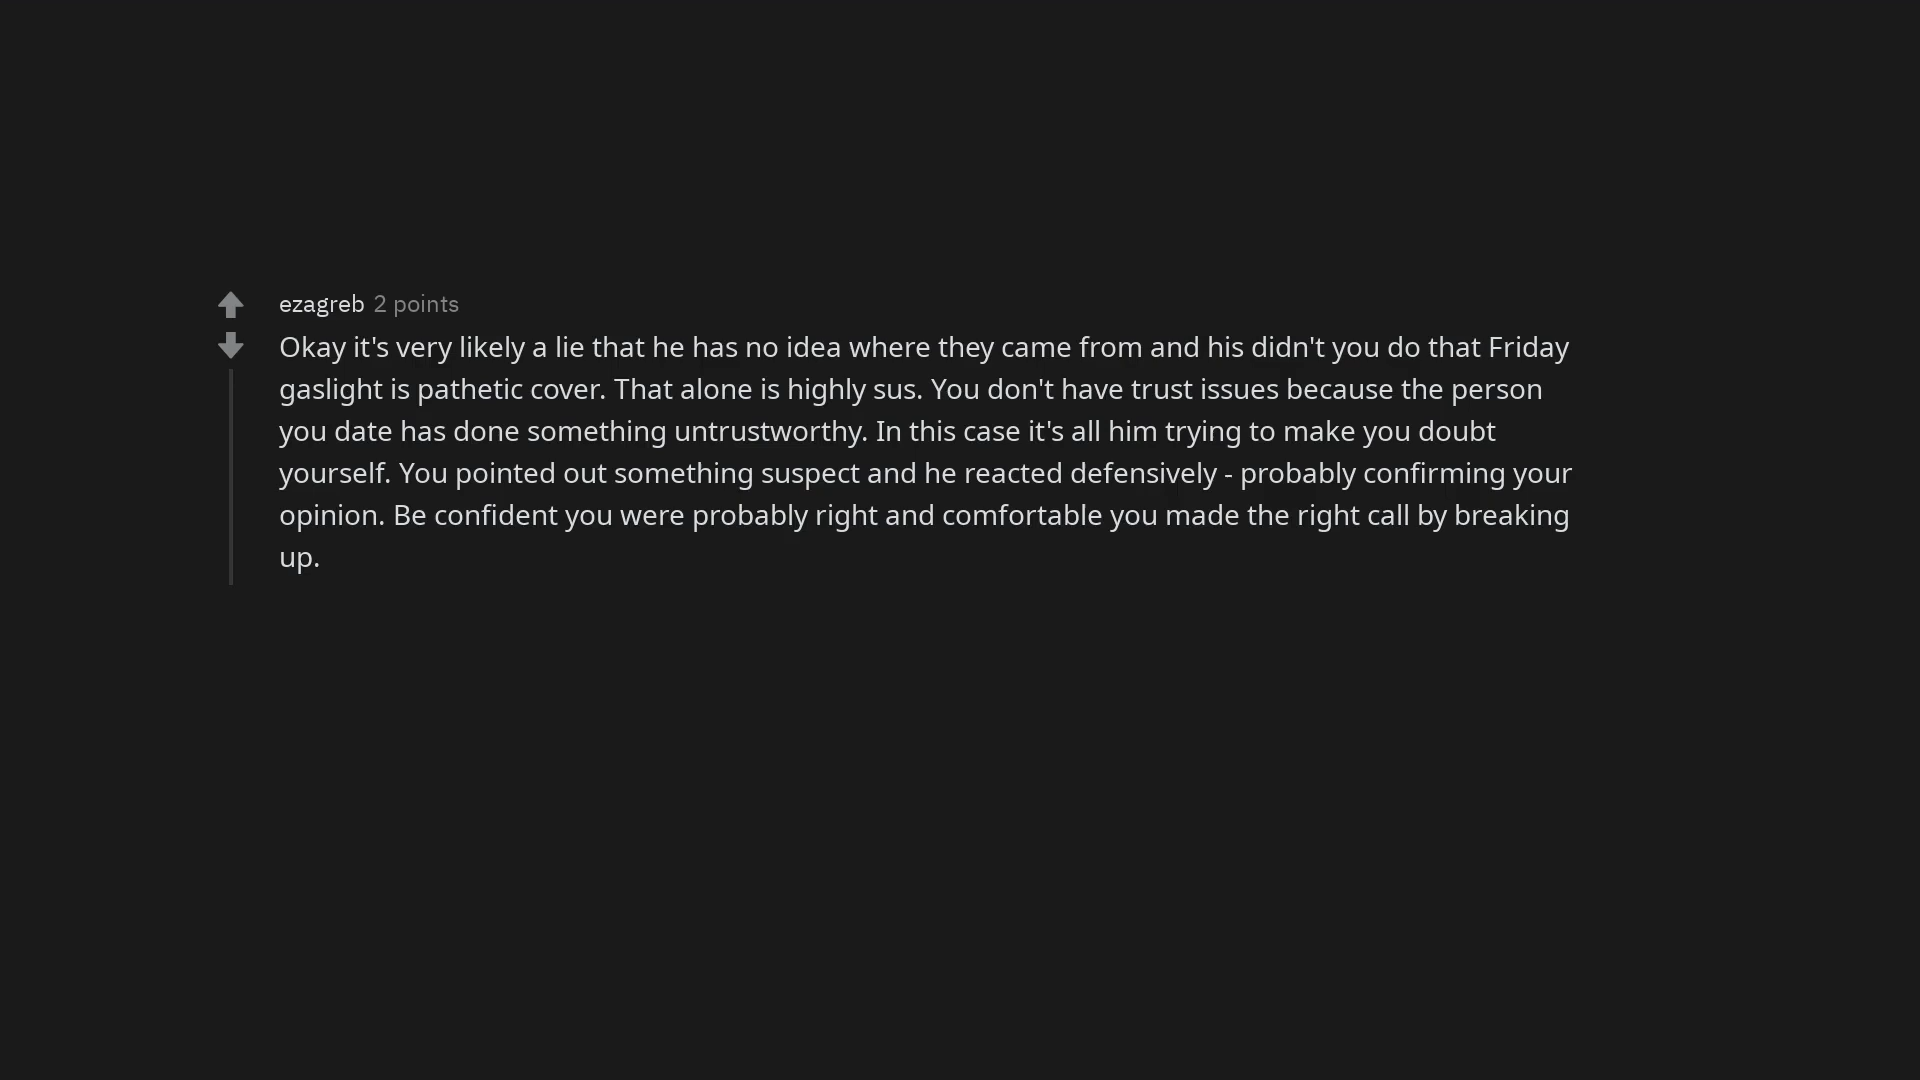 ezagreb 2 points
Okay it's very likely a lie that he has no idea where they came from and his didn't you do that Friday
gaslight is pathetic cover. That alone is highly sus. You don't have trust issues because the person
you date has done something untrustworthy. In this case it's all him trying to make you doubt
yourself. You pointed out something suspect and he reacted defensively - probably confirming your
opinion. Be confident you were probably right and comfortable you made the right call by breaking
up.